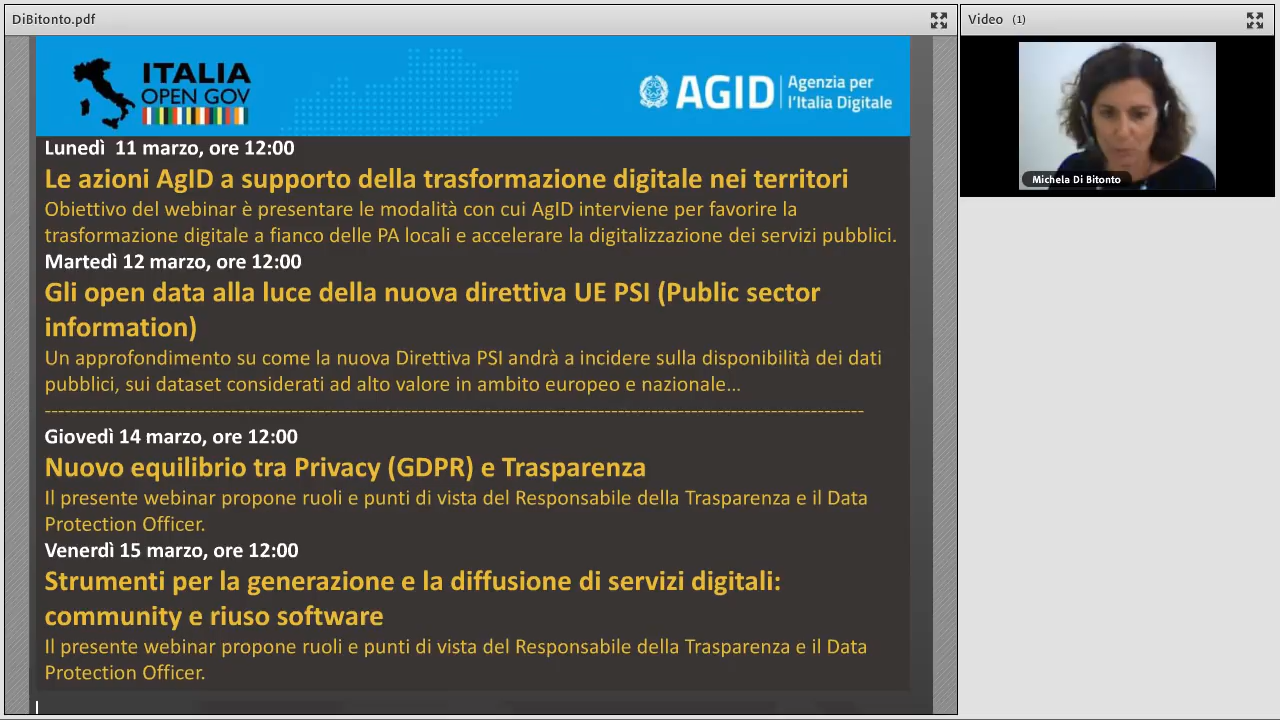 DiBitonto.pdf
Video (1)
ITALIA
OPEN GOV
AGID
Agenzia per
l'Italia Digitale
Michela Di Bitonto
Lunedì 11 marzo, ore 12:00
Le azioni AgID a supporto della trasformazione digitale nei territori
Obiettivo del webinar è presentare le modalità con cui AgID interviene per favorire la
trasformazione digitale a fianco delle PA locali e accelerare la digitalizzazione dei servizi pubblici.
Martedì 12 marzo, ore 12:00
Gli open data alla luce della nuova direttiva UE PSI (Public sector
information)
Un approfondimento su come la nuova Direttiva PSI andrà a incidere sulla disponibilità dei dati
pubblici, sui dataset considerati ad alto valore in ambito europeo e nazionale...
Giovedì 14 marzo, ore 12:00
Nuovo equilibrio tra Privacy (GDPR) e Trasparenza
Il presente webinar propone ruoli e punti di vista del Responsabile della Trasparenza e il Data
Protection Officer.
Venerdì 15 marzo, ore 12:00
Strumenti per la generazione e la diffusione di servizi digitali:
community e riuso software
Il presente webinar propone ruoli e punti di vista del Responsabile della Trasparenza e il Data
Protection Officer.